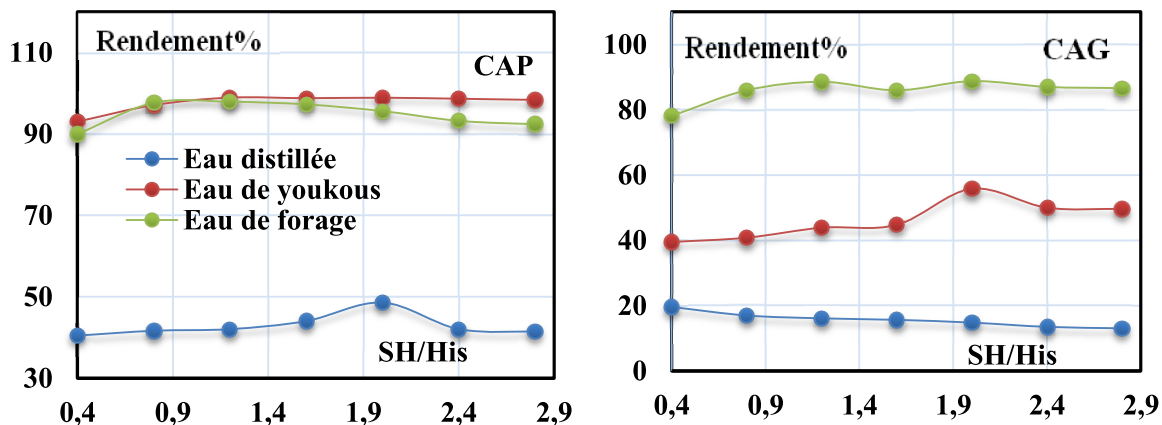 110
90
70
50
30
Rendement%
CAP
Eau distillée
Eau de youkous
Eau de forage
SH/His
0,4 0,9 1,4 1,9 2,4 2,9
100
80
60
40
20
0
Rendement%
CAG
SH/His
0,4 0,9 1,4 1,9 2,4 2,9